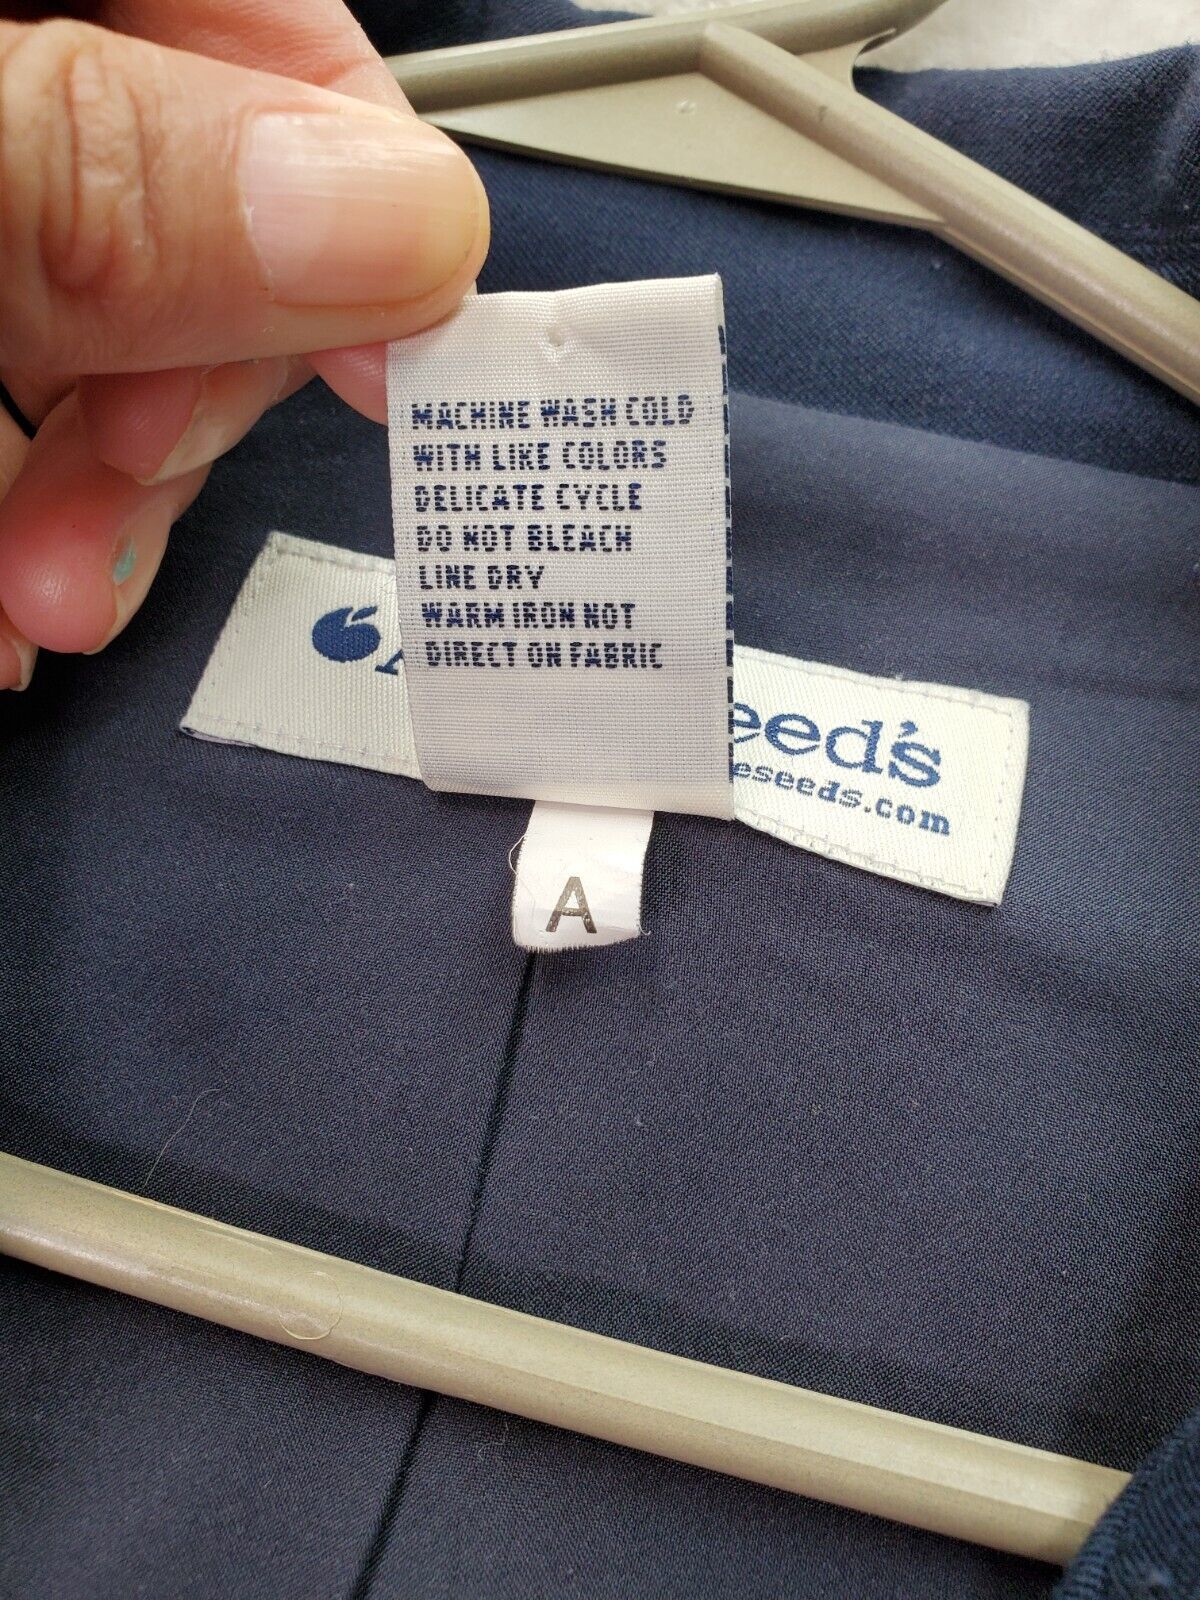 MACHINE WASH COLD
WITH LIKE COLORS
DELICATE CYCLE
DO NOT BLEACH
LINE DRY
WARM IRON NOT
DIRECT ON FABRIC
eed's
eseeds.com
A